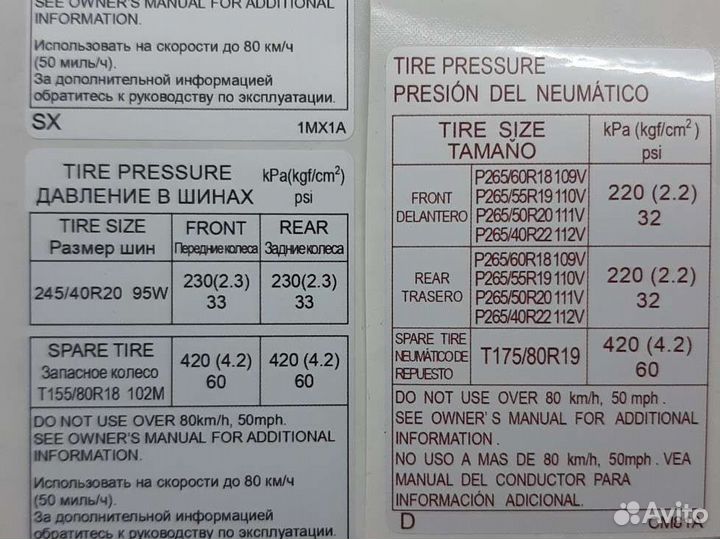 SEE OWNER'S MANUAL FOR ADDITIONAL
INFORMATION.
Использовать на скорости до 80 км/ч
(50 миль/ч).
За дополнительной информацией
обратитесь к руководству по эксплуатации.
SX 1MX1A
TIRE PRESSURE kPa(kgf/cm²)
ДАВЛЕНИЕ В ШИНАХ psi
TIRE SIZE FRONT REAR
Размер шин Передние колеса Задние колеса
245/40R20 95W 230(2.3) 230(2.3)
33 33
SPARE TIRE
Запасное колесо 420 (4.2) 420 (4.2)
T155/80R18 102M 60 60
DO NOT USE OVER 80km/h, 50mph.
SEE OWNER'S MANUAL FOR ADDITIONAL
INFORMATION.
Использовать на скорости до 80 км/ч
(50 миль/ч).
За дополнительной информацией
обратитесь к руководству по эксплуатации.
TIRE PRESSURE
PRESIÓN DEL NEUMÁTICO
TIRE SIZE kPa (kgf/cm²)
TAMAÑO psi
FRONT
DELANTERO
P265/60R18 109V
P265/55R19 110V
P265/50R20 111V
P265/40R22 112V
220 (2.2)
32
REAR
TRASERO
P265/60R18 109V
P265/55R19 110V
P265/50R20 111V
P265/40R22 112V
220 (2.2)
32
SPARE TIRE
NEUMÁTICO DE
REPUESTO
T175/80R19
420 (4.2)
60
DO NOT USE OVER 80 km/h, 50 mph .
SEE OWNER' S MANUAL FOR ADDITIONAL
INFORMATION .
NO USO A MAS DE 80 km/h, 50mph . VEA
MANUAL DEL CONDUCTOR PARA
INFORMACIÓN ADICIONAL.
D
Avito